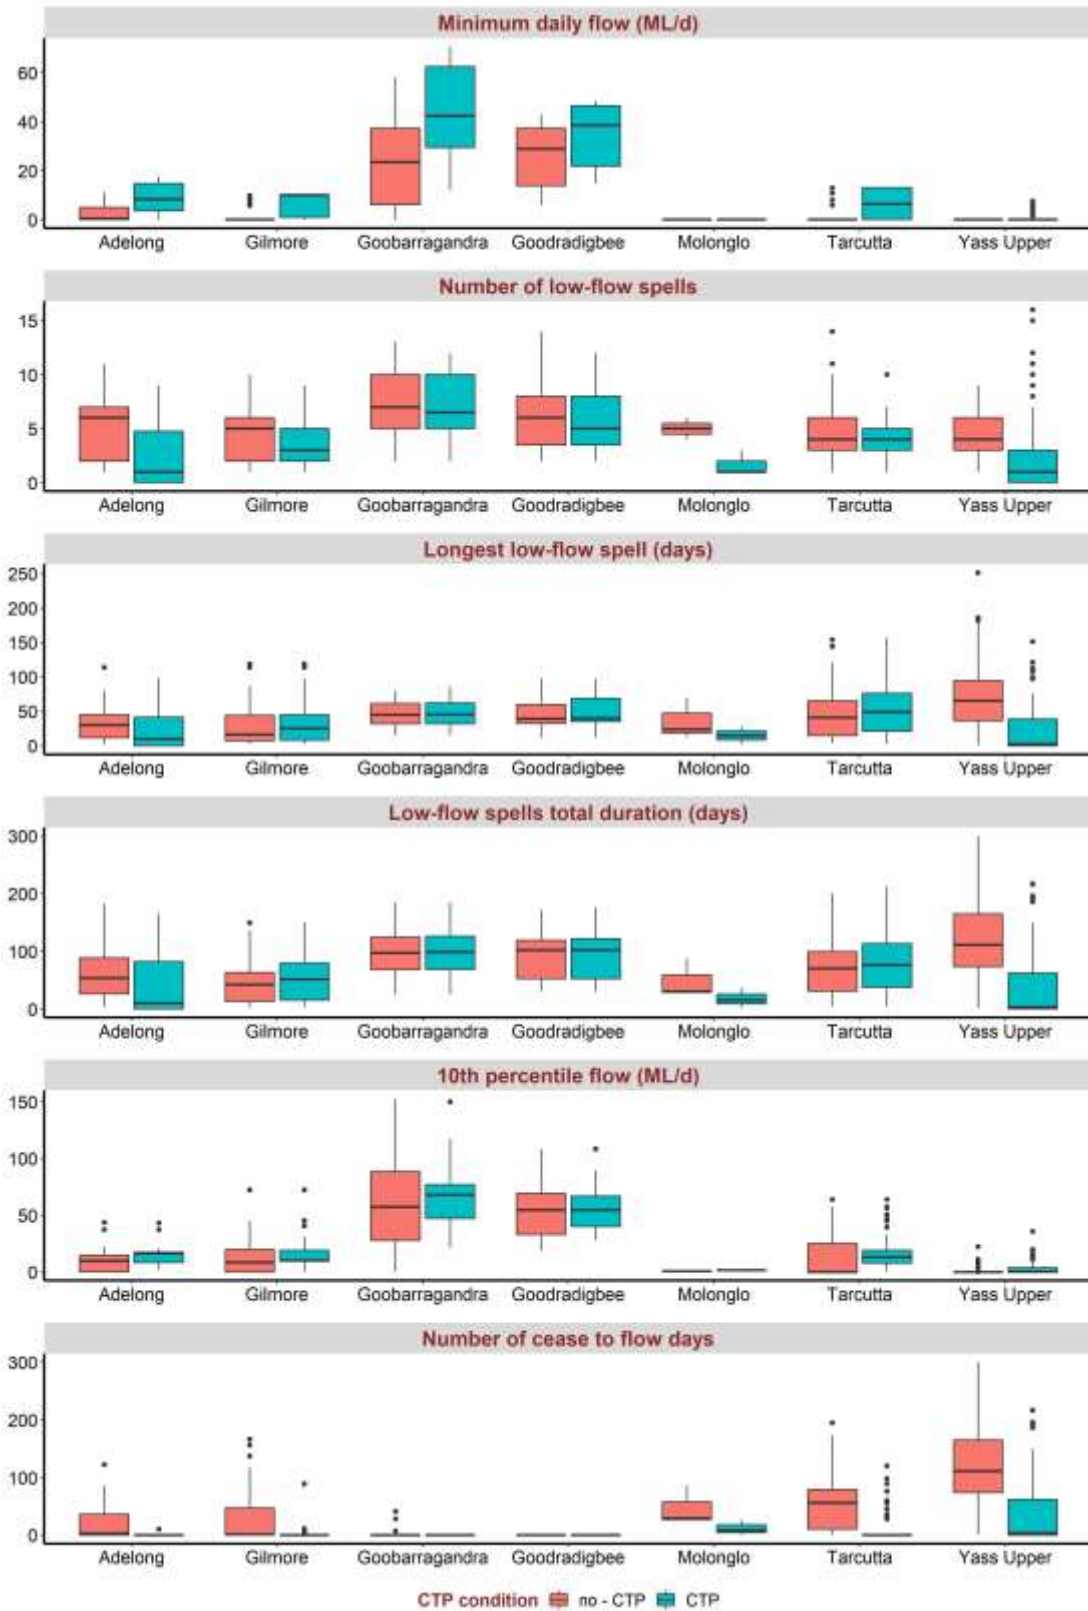 Minimum daily flow (ML/d)
60
40
20
0
Adelong Gilmore Goobarragandra Goodradigbee Molonglo Tarcutta Yass Upper
Number of low-flow spells
15
10
5
0
Adelong Gilmore Goobarragandra Goodradigbee Molonglo Tarcutta Yass Upper
Longest low-flow spell (days)
250
200
150
100
50
0
Adelong Gilmore Goobarragandra Goodradigbee Molonglo Tarcutta Yass Upper
Low-flow spells total duration (days)
300
200
100
0
Adelong Gilmore Goobarragandra Goodradigbee Molonglo Tarcutta Yass Upper
10th percentile flow (ML/d)
150
100
50
0
Adelong Gilmore Goobarragandra Goodradigbee Molonglo Tarcutta Yass Upper
Number of cease to flow days
300
200
100
0
Adelong Gilmore Goobarragandra Goodradigbee Molonglo Tarcutta Yass Upper
CTP condition no - CTP CTP